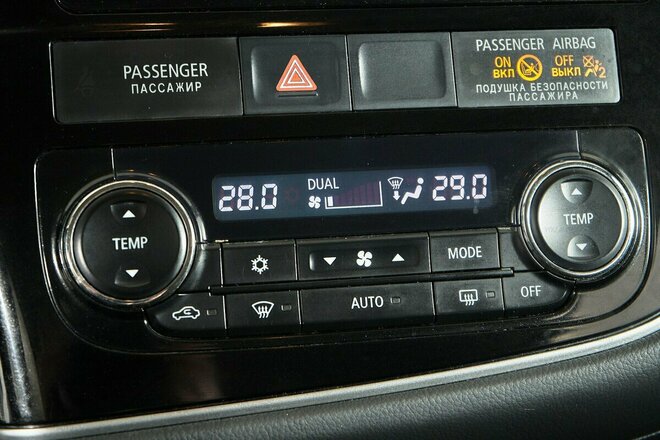 PASSENGER
ПАССАЖИР
PASSENGER AIRBAG
ON OFF
ВКЛ ВЫКЛ 2
ПОДУШКА БЕЗОПАСНОСТИ
ПАССАЖИРА
28.0 DUAL 29.0
TEMP
TEMP
MODE
AUTO
OFF